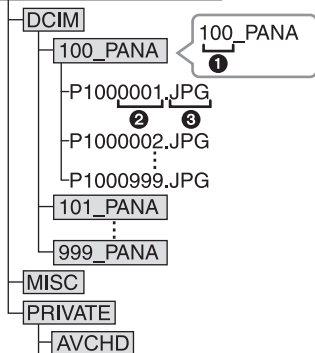 DCIM
100_PANA
100_PANA
❶
P1000001.JPG
❷ ❸
P1000002.JPG
P1000999.JPG
101_PANA
999_PANA
MISC
PRIVATE
AVCHD